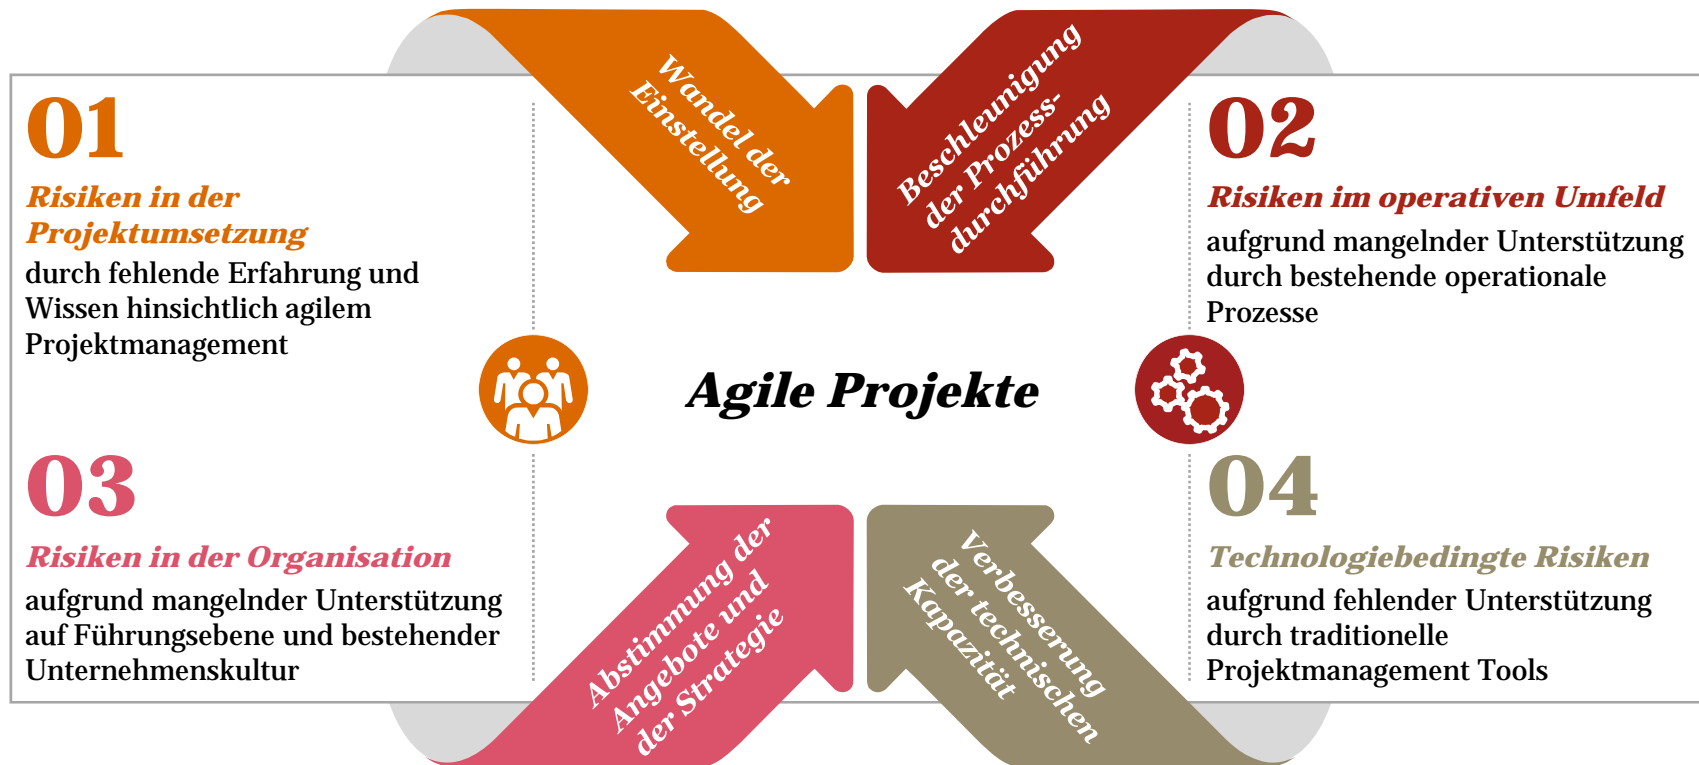 01
Risiken in der
Projektumsetzung
durch fehlende Erfahrung und
Wissen hinsichtlich agilem
Projektmanagement
Wandel der
Einstellung
Beschleunigung
der Prozess-
durchführung
02
Risiken im operativen Umfeld
aufgrund mangelnder Unterstützung
durch bestehende operationale
Prozesse
Agile Projekte
03
Risiken in der Organisation
aufgrund mangelnder Unterstützung
auf Führungsebene und bestehender
Unternehmenskultur
Abstimmung der
Angebote und
der Strategie
Verbesserung
der technischen
Kapazität
04
Technologiebedingte Risiken
aufgrund fehlender Unterstützung
durch traditionelle
Projektmanagement Tools